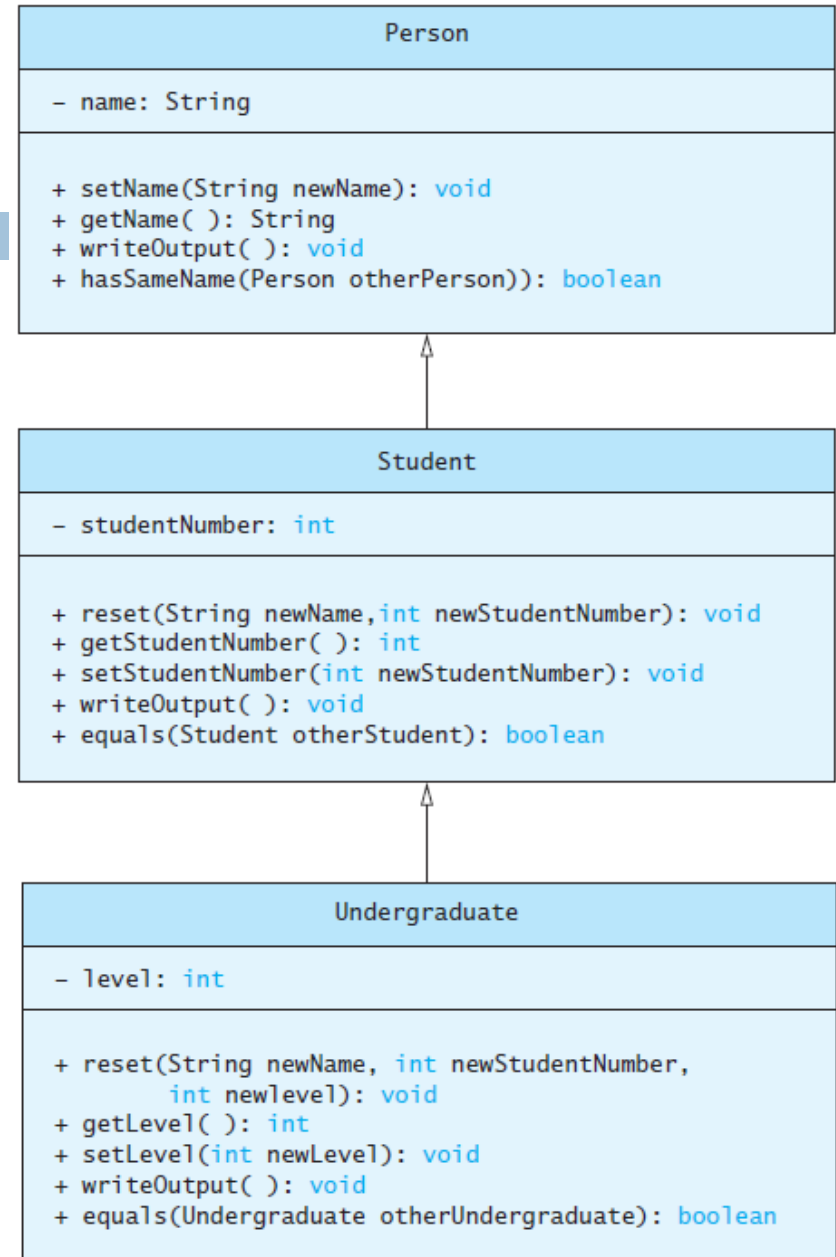 Person
– name: String
+ setName(String newName): void
+ getName( ): String
+ writeOutput( ): void
+ hasSameName(Person otherPerson)): boolean
Student
– studentNumber: int
+ reset(String newName,int newStudentNumber): void
+ getStudentNumber( ): int
+ setStudentNumber(int newStudentNumber): void
+ writeOutput( ): void
+ equals(Student otherStudent): boolean
Undergraduate
– level: int
+ reset(String newName, int newStudentNumber,
int newlevel): void
+ getLevel( ): int
+ setLevel(int newLevel): void
+ writeOutput( ): void
+ equals(Undergraduate otherUndergraduate): boolean